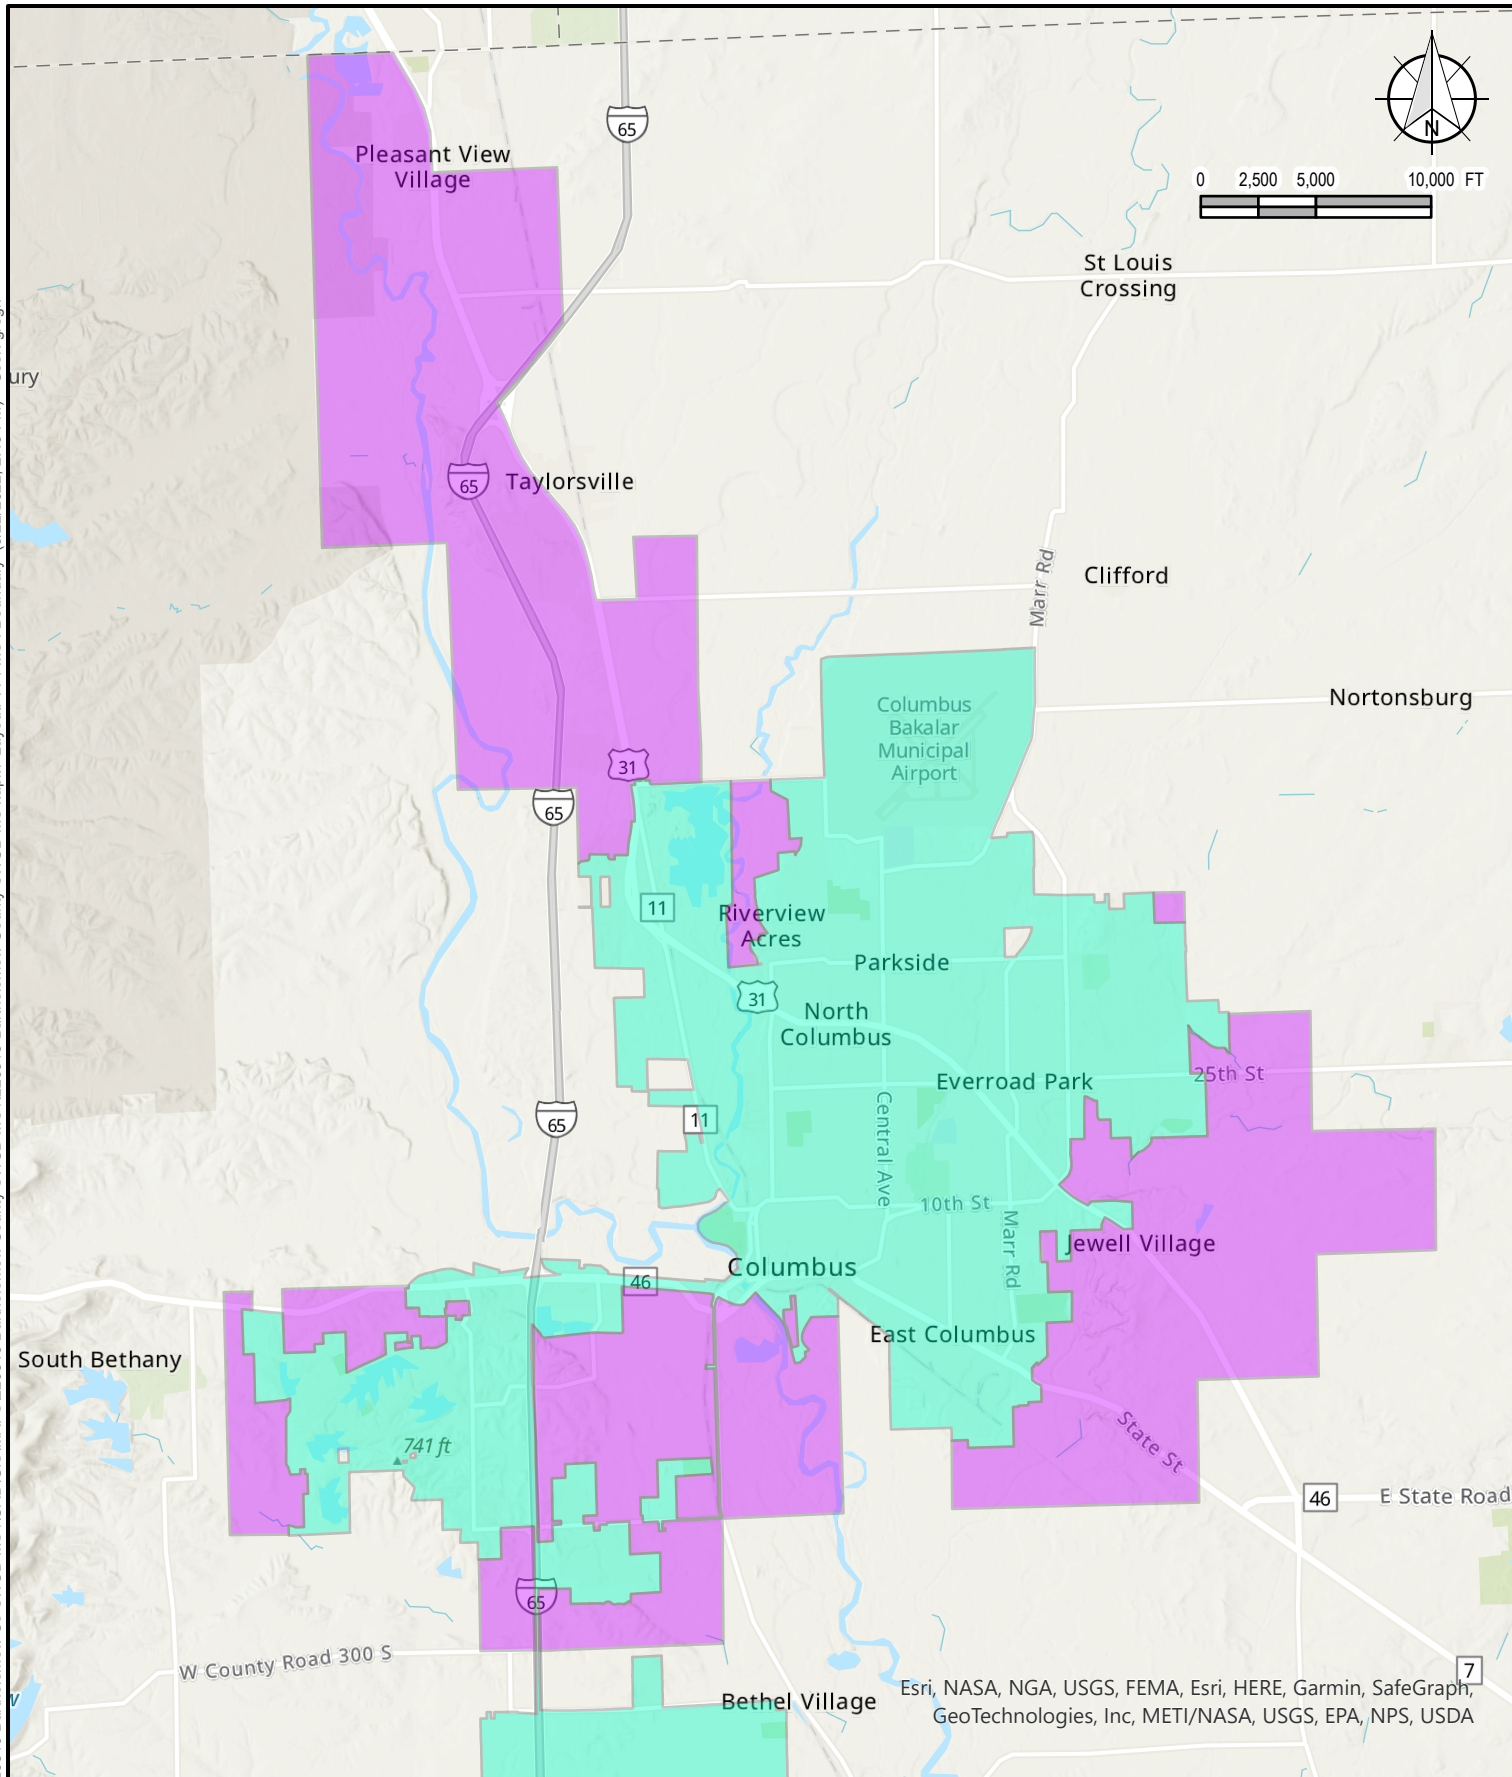 65
N
Pleasant View
Village
0 2,500 5,000 10,000 FT
St Louis
Crossing
ury
65
Taylorsville
Marr Rd
Clifford
Columbus
Bakalar
Municipal
Airport
Nortonsburg
31
65
11
Riverview
Acres
Parkside
31
North
Columbus
Everroad Park
25th St
65
11
Central Ave
10th St
Marr Rd
Jewell Village
Columbus
46
East Columbus
South Bethany
741 ft
State St
46
E State Road
65
W County Road 300 S
7
Bethel Village
Esri, NASA, NGA, USGS, FEMA, Esri, HERE, Garmin, SafeGraph,
GeoTechnologies, Inc, METI/NASA, USGS, EPA, NPS, USDA